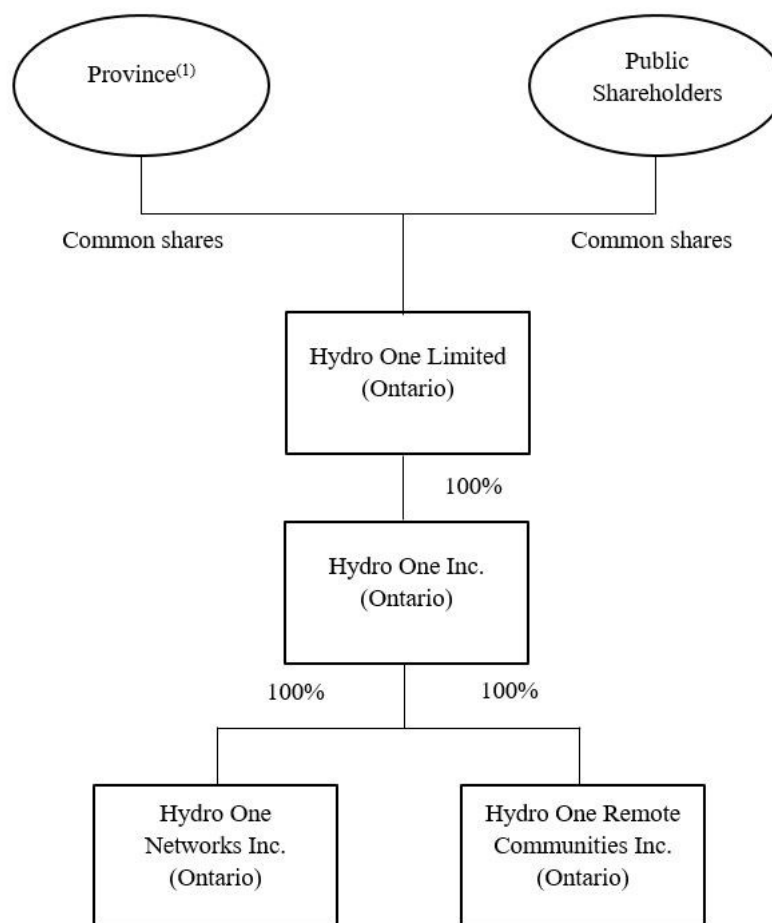 Province(1)
Public
Shareholders
Common shares
Common shares
Hydro One Limited
(Ontario)
100%
Hydro One Inc.
(Ontario)
100%
100%
Hydro One
Networks Inc.
(Ontario)
Hydro One Remote
Communities Inc.
(Ontario)